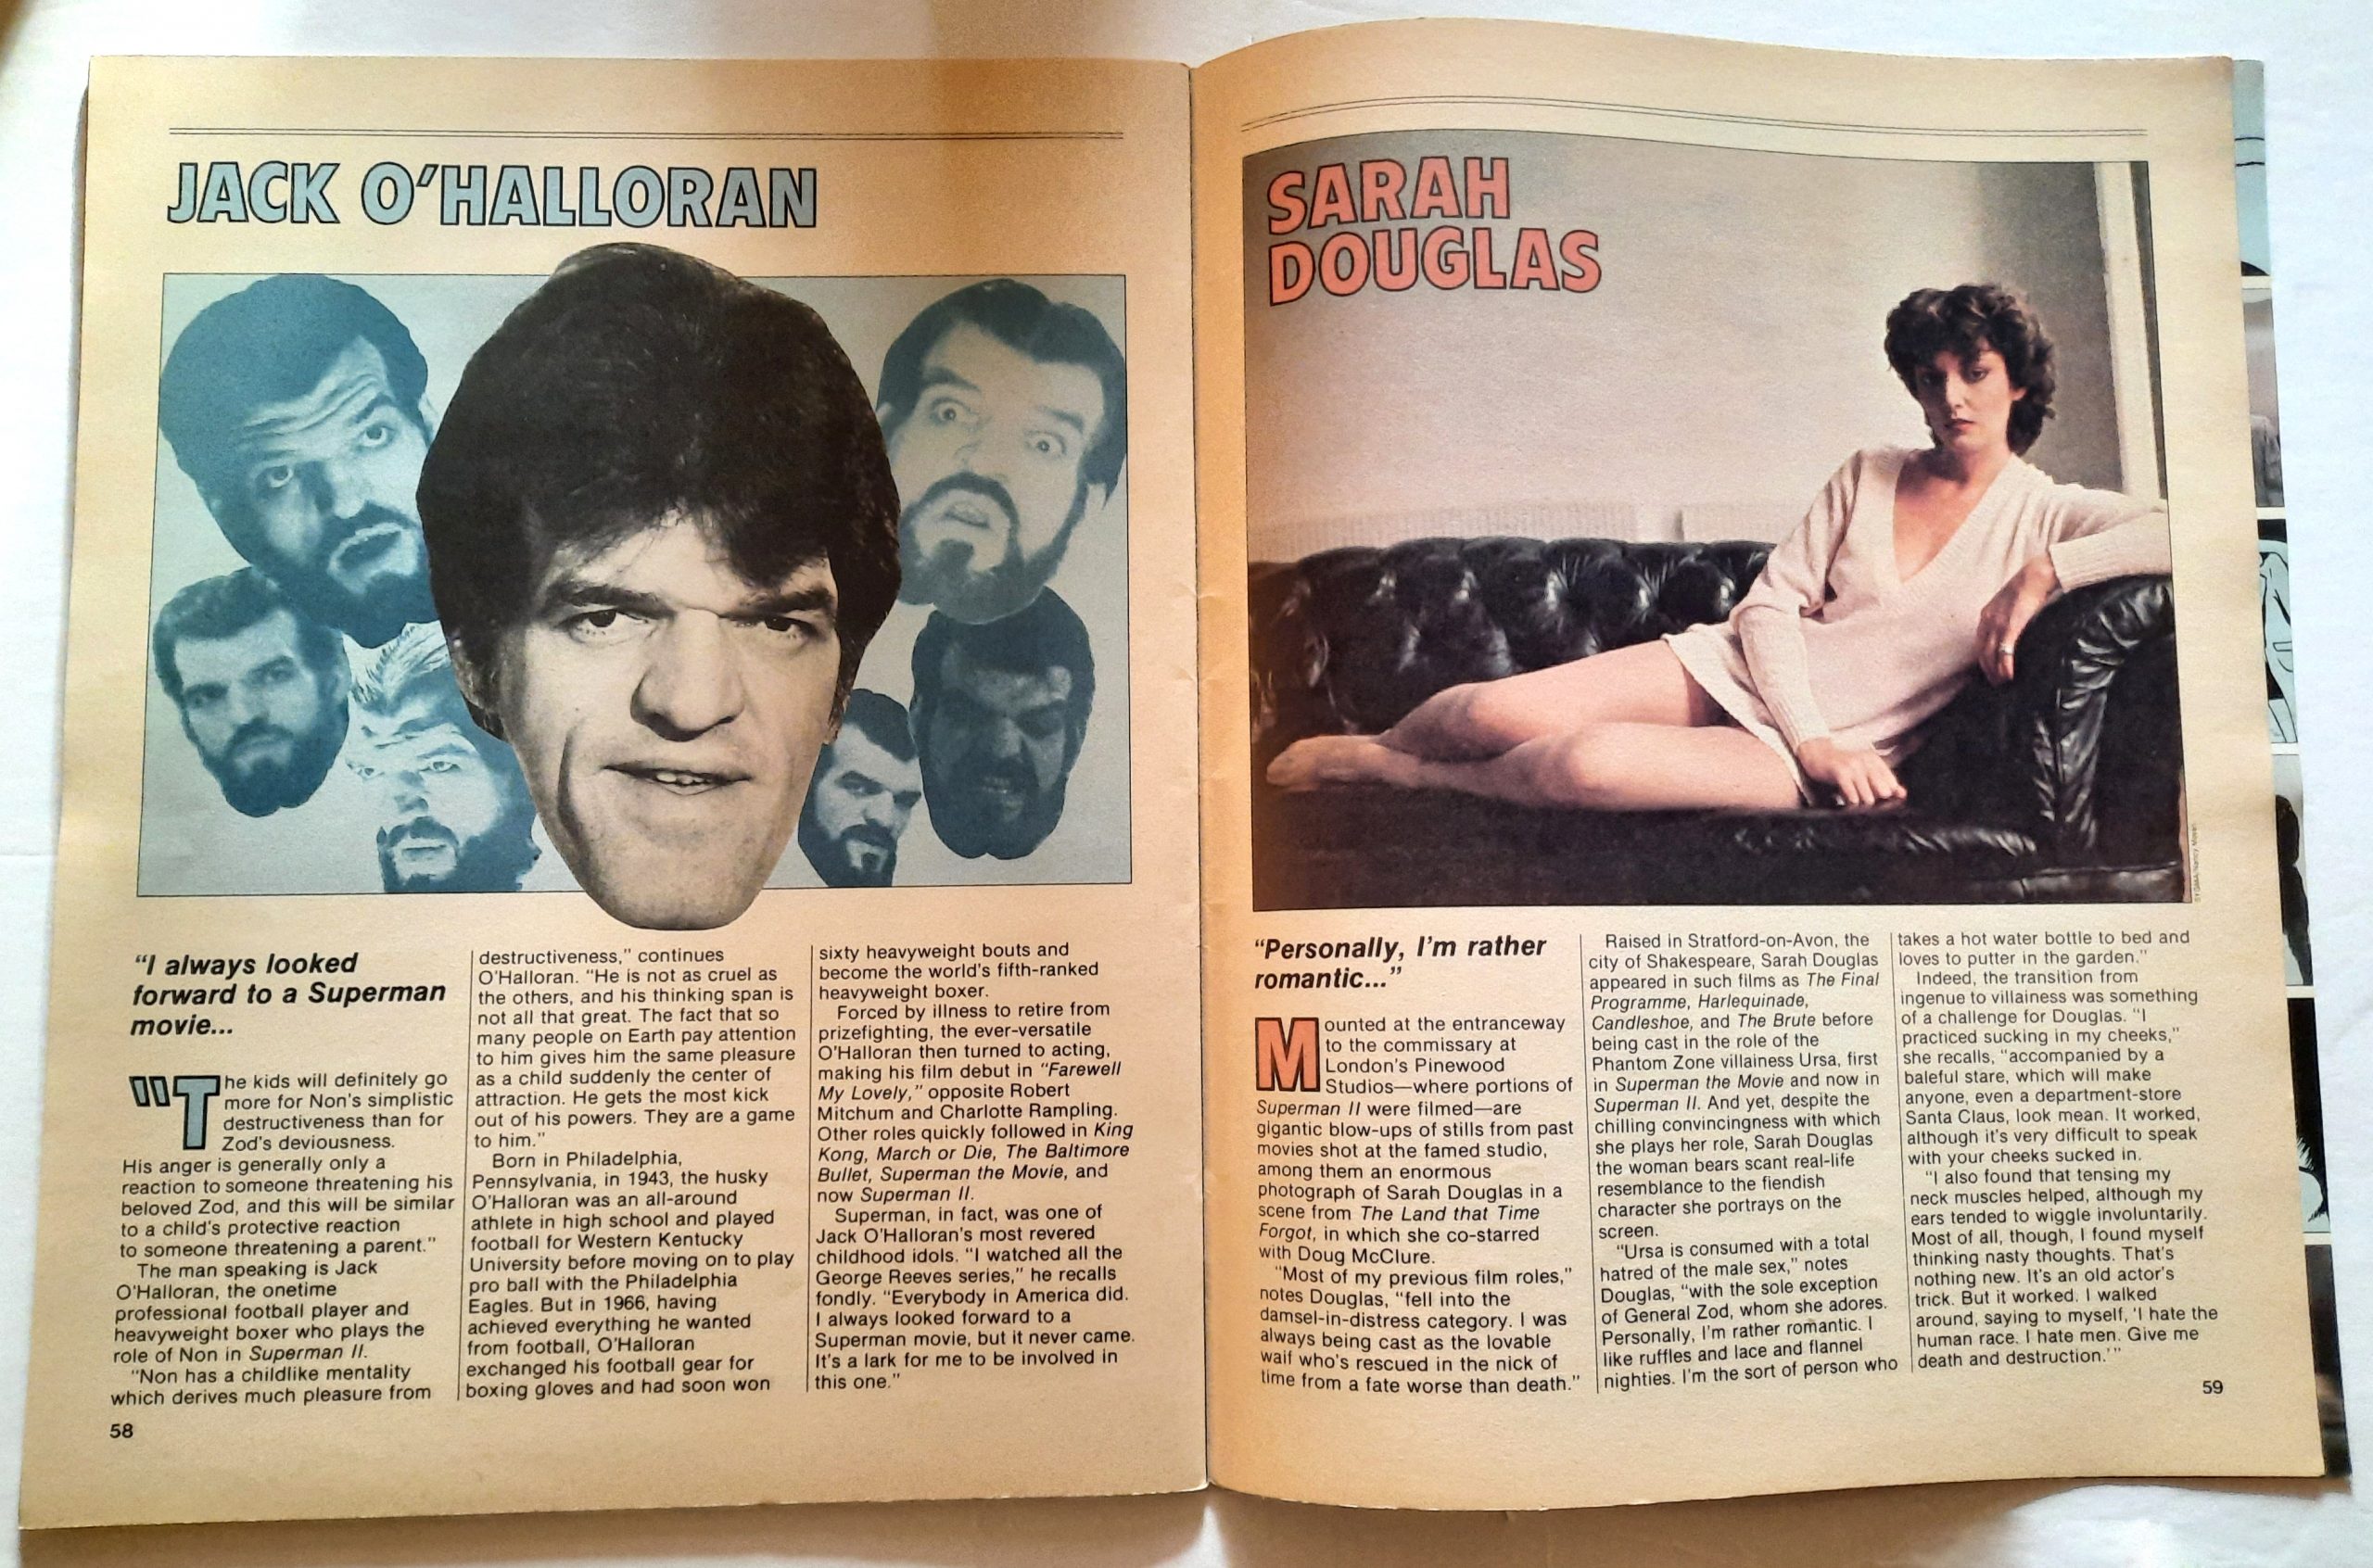 JACK O'HALLORAN
"I always looked
forward to a Superman
movie...
"The kids will definitely go
more for Non's simplistic
destructiveness than for
Zod's deviousness.
His anger is generally only a
reaction to someone threatening his
beloved Zod, and this will be similar
to a child's protective reaction
to someone threatening a parent."
The man speaking is Jack
O'Halloran, the onetime
professional football player and
heavyweight boxer who plays the
role of Non in Superman II.
"Non has a childlike mentality
which derives much pleasure from
destructiveness," continues
O'Halloran. "He is not as cruel as
the others, and his thinking span is
not all that great. The fact that so
many people on Earth pay attention
to him gives him the same pleasure
as a child suddenly the center of
attraction. He gets the most kick
out of his powers. They are a game
to him."
Born in Philadelphia,
Pennsylvania, in 1943, the husky
O'Halloran was an all-around
athlete in high school and played
football for Western Kentucky
University before moving on to play
pro ball with the Philadelphia
Eagles. But in 1966, having
achieved everything he wanted
from football, O'Halloran
exchanged his football gear for
boxing gloves and had soon won
sixty heavyweight bouts and
become the world's fifth-ranked
heavyweight boxer.
Forced by illness to retire from
prizefighting, the ever-versatile
O'Halloran then turned to acting,
making his film debut in "Farewell
My Lovely," opposite Robert
Mitchum and Charlotte Rampling.
Other roles quickly followed in King
Kong, March or Die, The Baltimore
Bullet, Superman the Movie, and
now Superman II.
Superman, in fact, was one of
Jack O'Halloran's most revered
childhood idols. "I watched all the
George Reeves series," he recalls
fondly. "Everybody in America did.
I always looked forward to a
Superman movie, but it never came.
It's a lark for me to be involved in
this one."
58
SARAH
DOUGLAS
"Personally, I'm rather
romantic..."
Mounted at the entranceway
to the commissary at
London's Pinewood
Studios—where portions of
Superman II were filmed—are
gigantic blow-ups of stills from past
movies shot at the famed studio,
among them an enormous
photograph of Sarah Douglas in a
scene from The Land that Time
Forgot, in which she co-starred
with Doug McClure.
"Most of my previous film roles,"
notes Douglas, "fell into the
damsel-in-distress category. I was
always being cast as the lovable
waif who's rescued in the nick of
time from a fate worse than death."
Raised in Stratford-on-Avon, the
city of Shakespeare, Sarah Douglas
appeared in such films as The Final
Programme, Harlequinade,
Candleshoe, and The Brute before
being cast in the role of the
Phantom Zone villainess Ursa, first
in Superman the Movie and now in
Superman II. And yet, despite the
chilling convincingness with which
she plays her role, Sarah Douglas
the woman bears scant real-life
resemblance to the fiendish
character she portrays on the
screen.
"Ursa is consumed with a total
hatred of the male sex," notes
Douglas, "with the sole exception
of General Zod, whom she adores.
Personally, I'm rather romantic. I
like ruffles and lace and flannel
nighties. I'm the sort of person who
takes a hot water bottle to bed and
loves to putter in the garden."
Indeed, the transition from
ingenue to villainess was something
of a challenge for Douglas. "I
practiced sucking in my cheeks,"
she recalls, "accompanied by a
baleful stare, which will make
anyone, even a department-store
Santa Claus, look mean. It worked,
although it's very difficult to speak
with your cheeks sucked in.
"I also found that tensing my
neck muscles helped, although my
ears tended to wiggle involuntarily.
Most of all, though, I found myself
thinking nasty thoughts. That's
nothing new. It's an old actor's
trick. But it worked. I walked
around, saying to myself, 'I hate the
human race. I hate men. Give me
death and destruction.'"
59